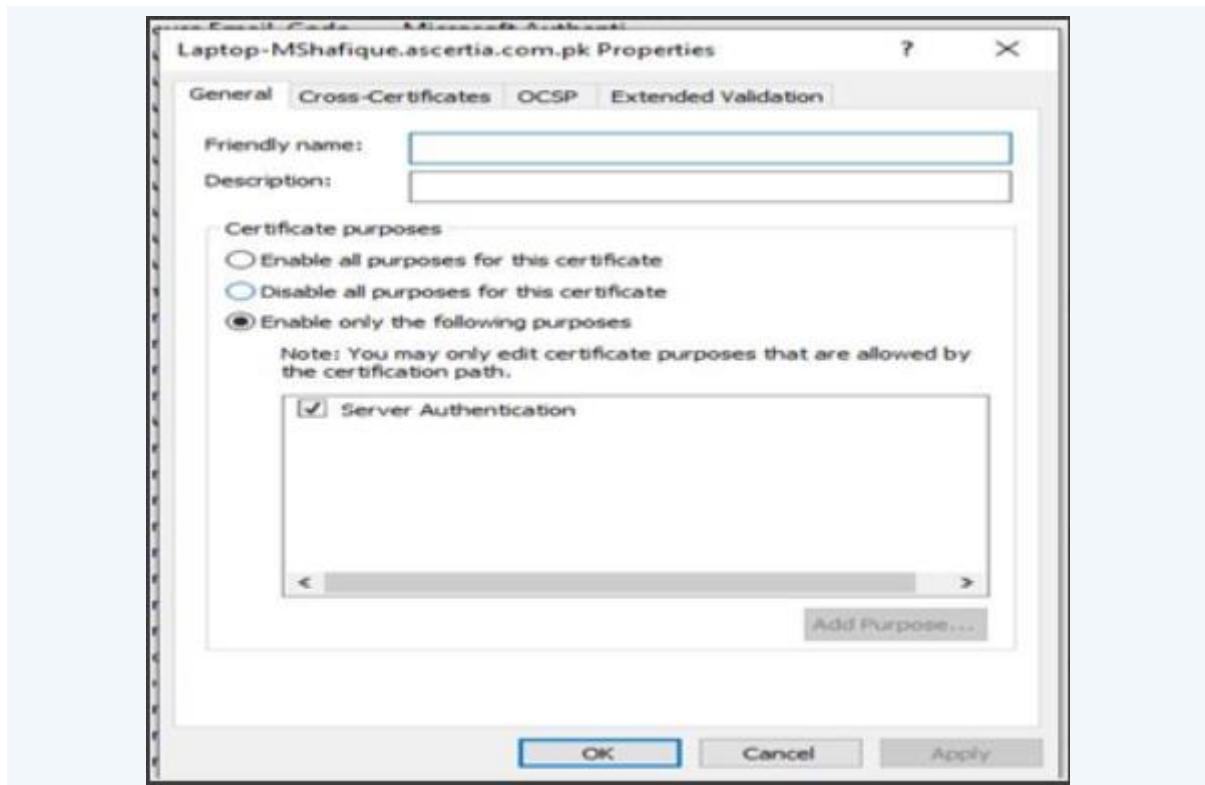 Laptop-MShafique.ascertia.com.pk Properties ? ×
General Cross-Certificates OCSP Extended Validation
Friendly name:
Description:
Certificate purposes
Enable all purposes for this certificate
Disable all purposes for this certificate
Enable only the following purposes
Note: You may only edit certificate purposes that are allowed by
the certification path.
Server Authentication
Add Purpose...
OK Cancel Apply